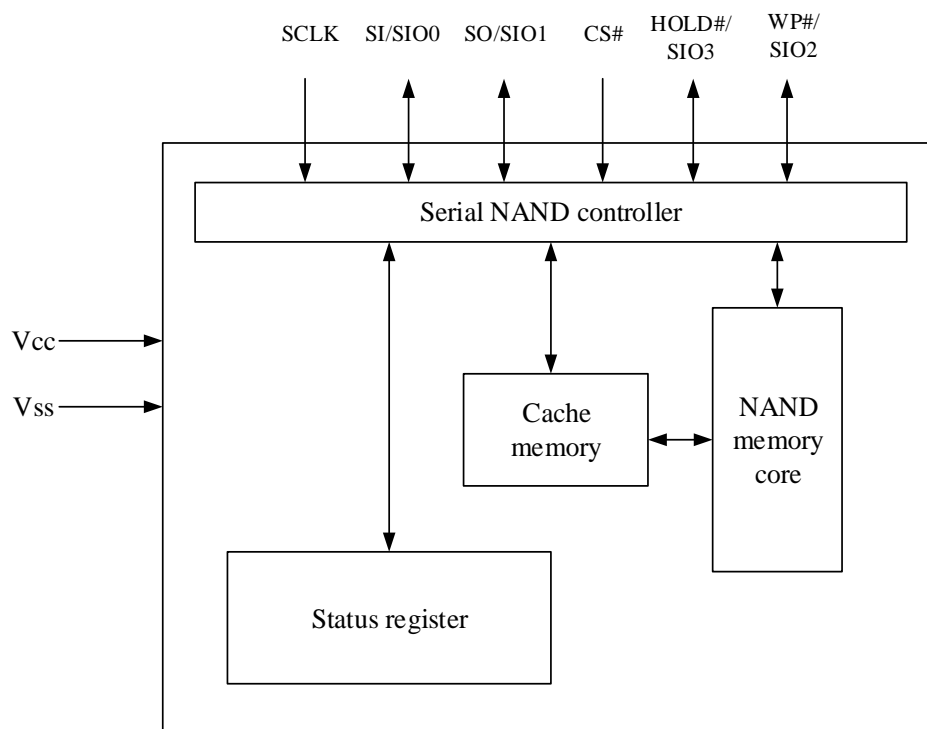 SCLK
SI/SIO0
SO/SIO1
CS#
HOLD#/
SIO3
WP#/
SIO2
Serial NAND controller
Vcc
Vss
Cache
memory
NAND
memory
core
Status register